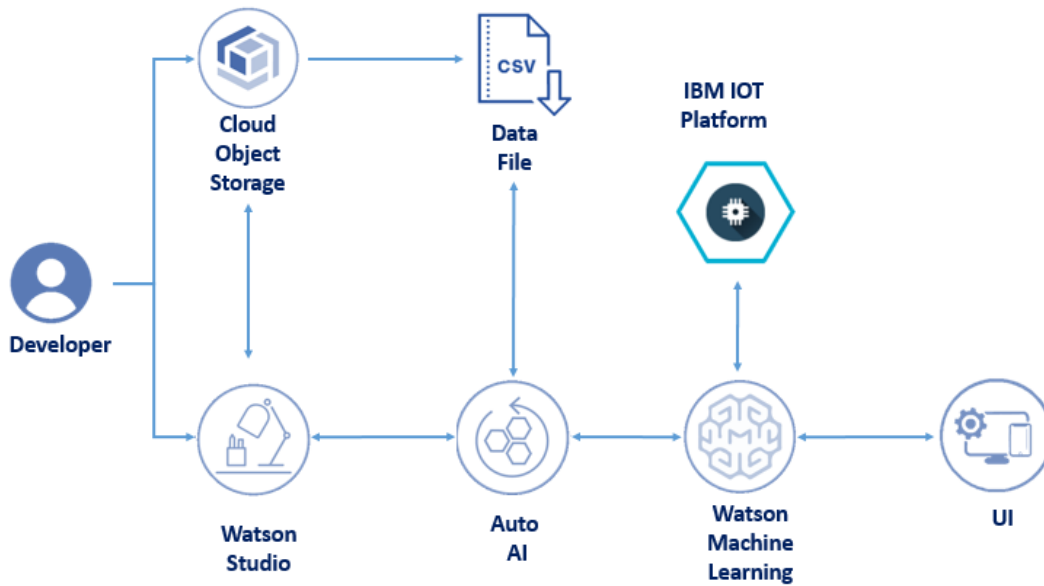 CSV
Cloud
Object
Storage
Data
File
IBM IOT
Platform
Developer
Watson
Studio
Auto
AI
Watson
Machine
Learning
UI